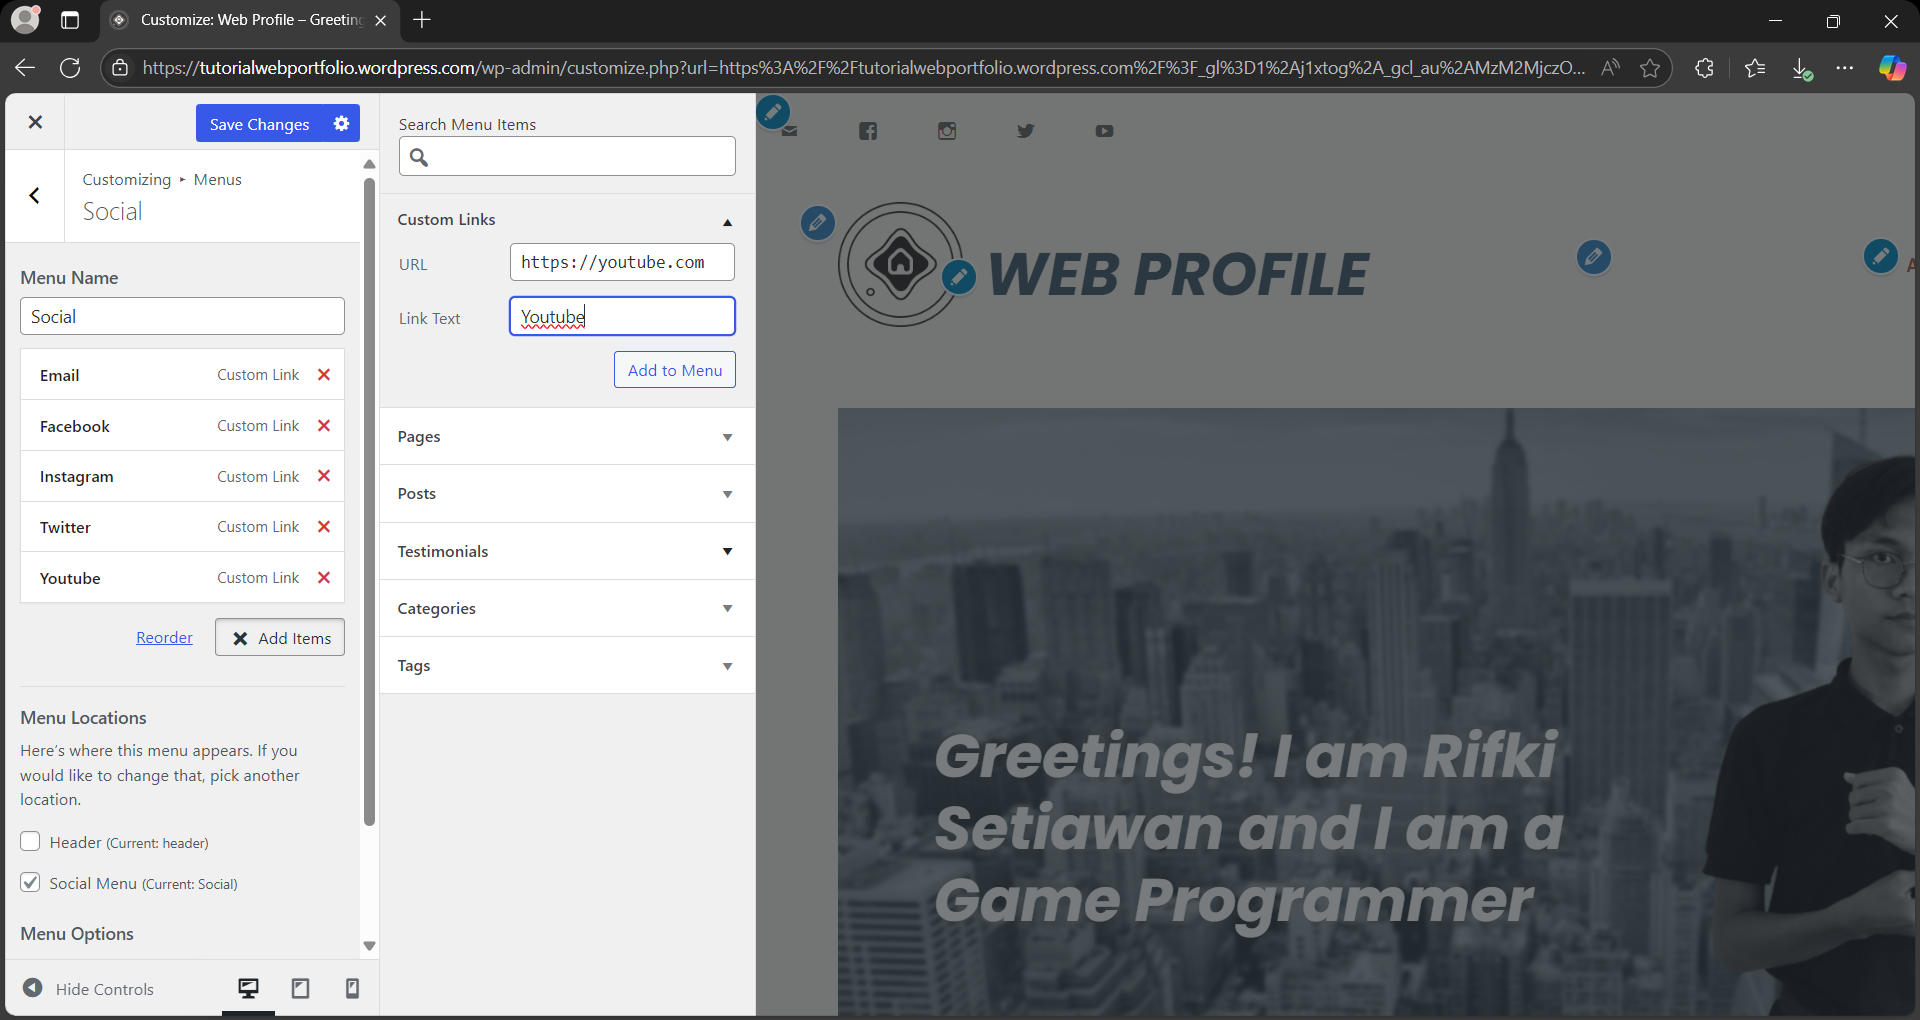 Customize: Web Profile – Greeting
https://tutorialwebportfolio.wordpress.com/wp-admin/customize.php?url=https%3A%2F%2Ftutorialwebportfolio.wordpress.com%2F%3F_gl%3D1%2Aj1xtog%2A_gcl_au%2AMzM2MjczO...
Save Changes
Customizing ▸ Menus
Social
Menu Name
Social
Email Custom Link
Facebook Custom Link
Instagram Custom Link
Twitter Custom Link
Youtube Custom Link
Reorder
Add Items
Menu Locations
Here's where this menu appears. If you
would like to change that, pick another
location.
Header (Current: header)
Social Menu (Current: Social)
Menu Options
Hide Controls
Search Menu Items
Custom Links
URL https://youtube.com
Link Text Youtube
Add to Menu
Pages
Posts
Testimonials
Categories
Tags
WEB PROFILE
A
Greetings! I am Rifki
Setiawan and I am a
Game Programmer